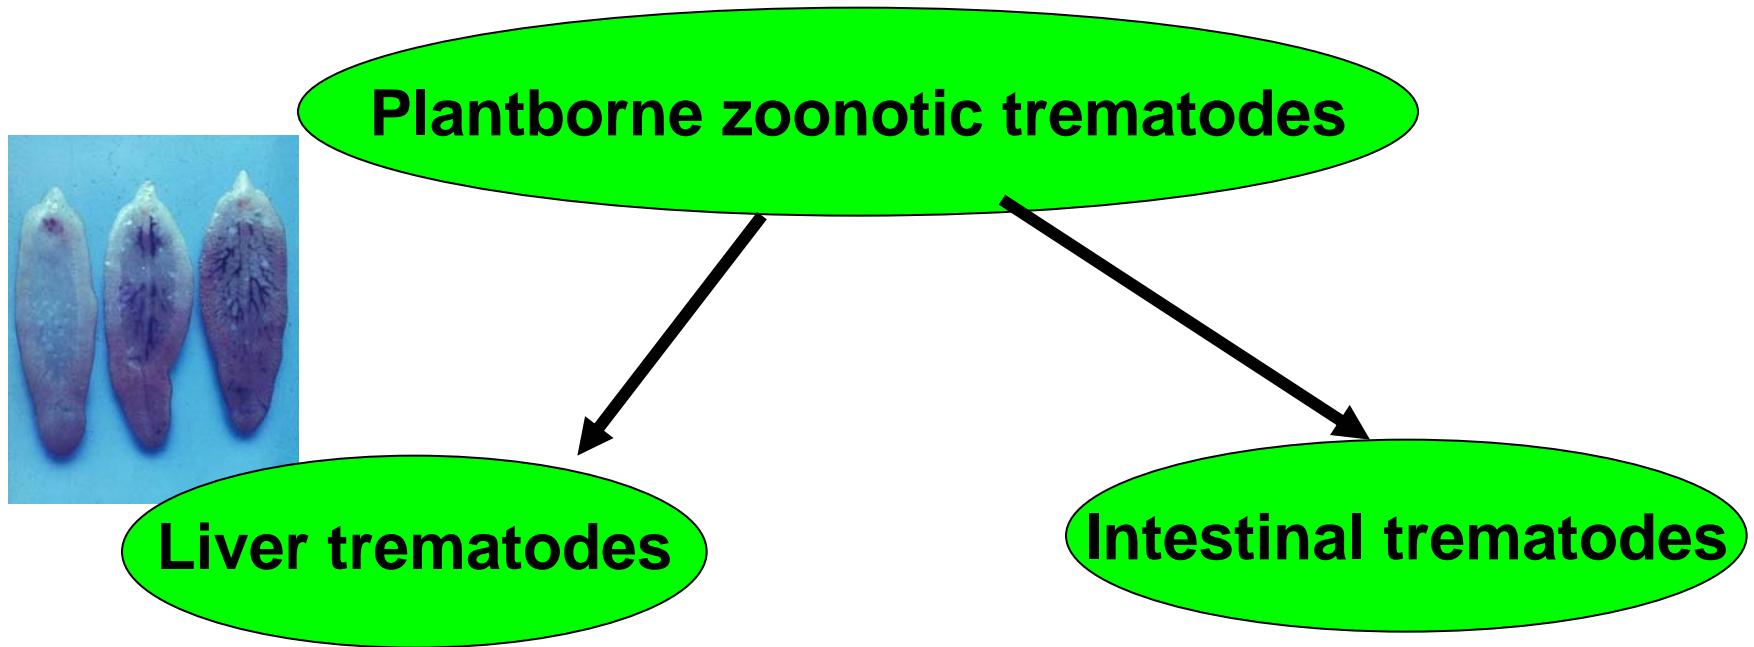 Plantborne zoonotic trematodes
Liver trematodes
Intestinal trematodes